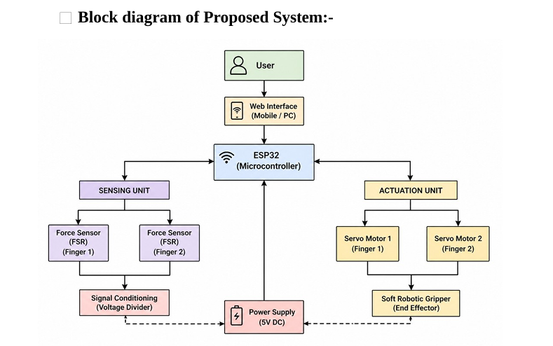 Block diagram of Proposed System:-
User
Web Interface
(Mobile / PC)
ESP32
(Microcontroller)
SENSING UNIT
ACTUATION UNIT
Force Sensor
(FSR)
(Finger 1)
Force Sensor
(FSR)
(Finger 2)
Servo Motor 1
(Finger 1)
Servo Motor 2
(Finger 2)
Signal Conditioning
(Voltage Divider)
Power Supply
(5V DC)
Soft Robotic Gripper
(End Effector)